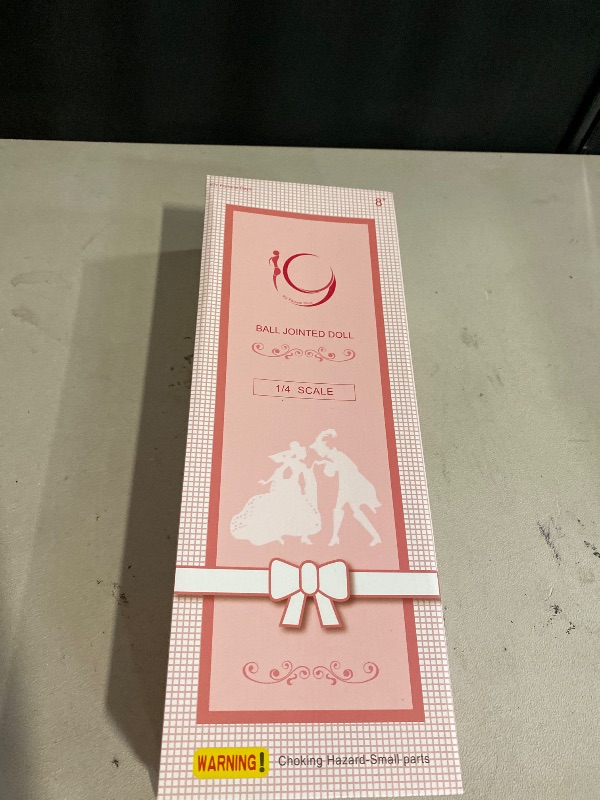 8+
BALL JOINTED DOLL
1/4 SCALE
WARNING! Choking Hazard-Small parts